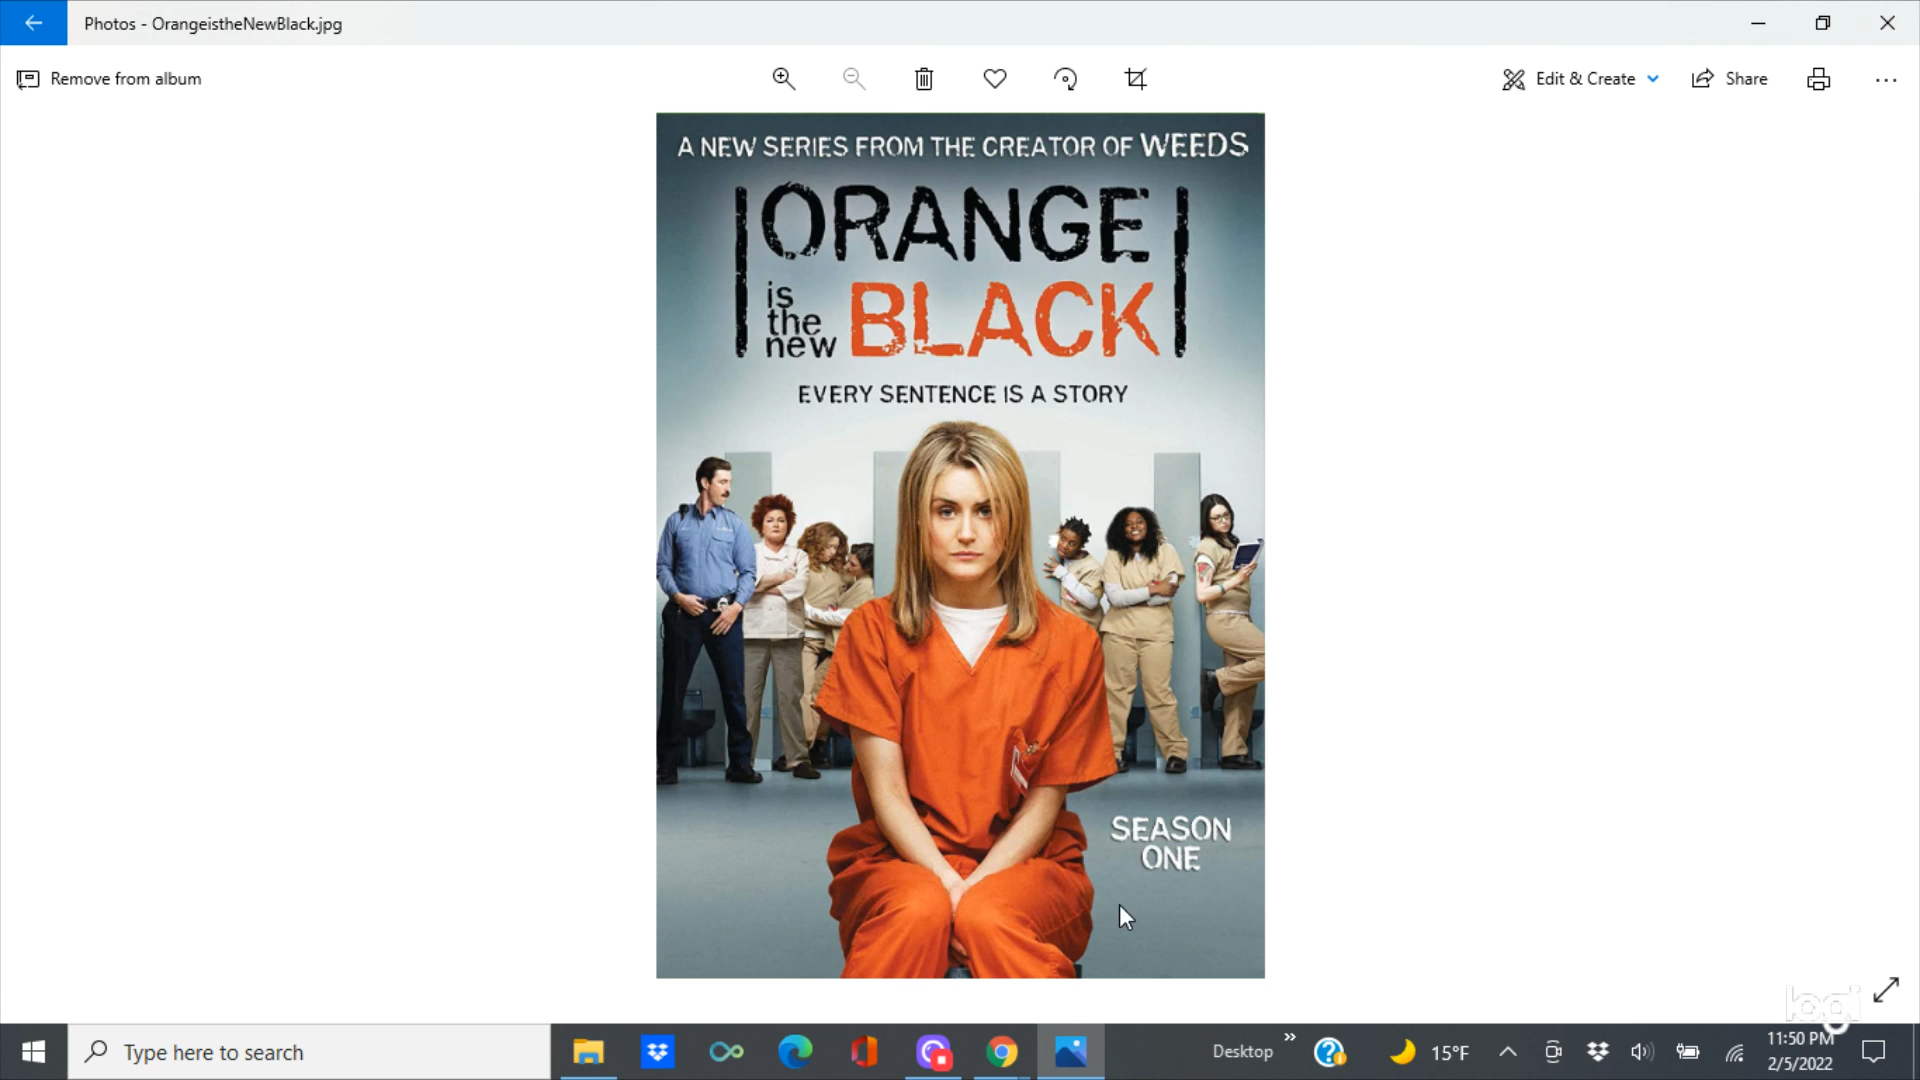 Photos - OrangeistheNewBlack.jpg
Remove from album
Edit & Create
Share
A NEW SERIES FROM THE CREATOR OF WEEDS
ORANGE
is
the
new
BLACK
EVERY SENTENCE IS A STORY
SEASON
ONE
logi
Type here to search
Desktop
15°F
11:50 PM
2/5/2022